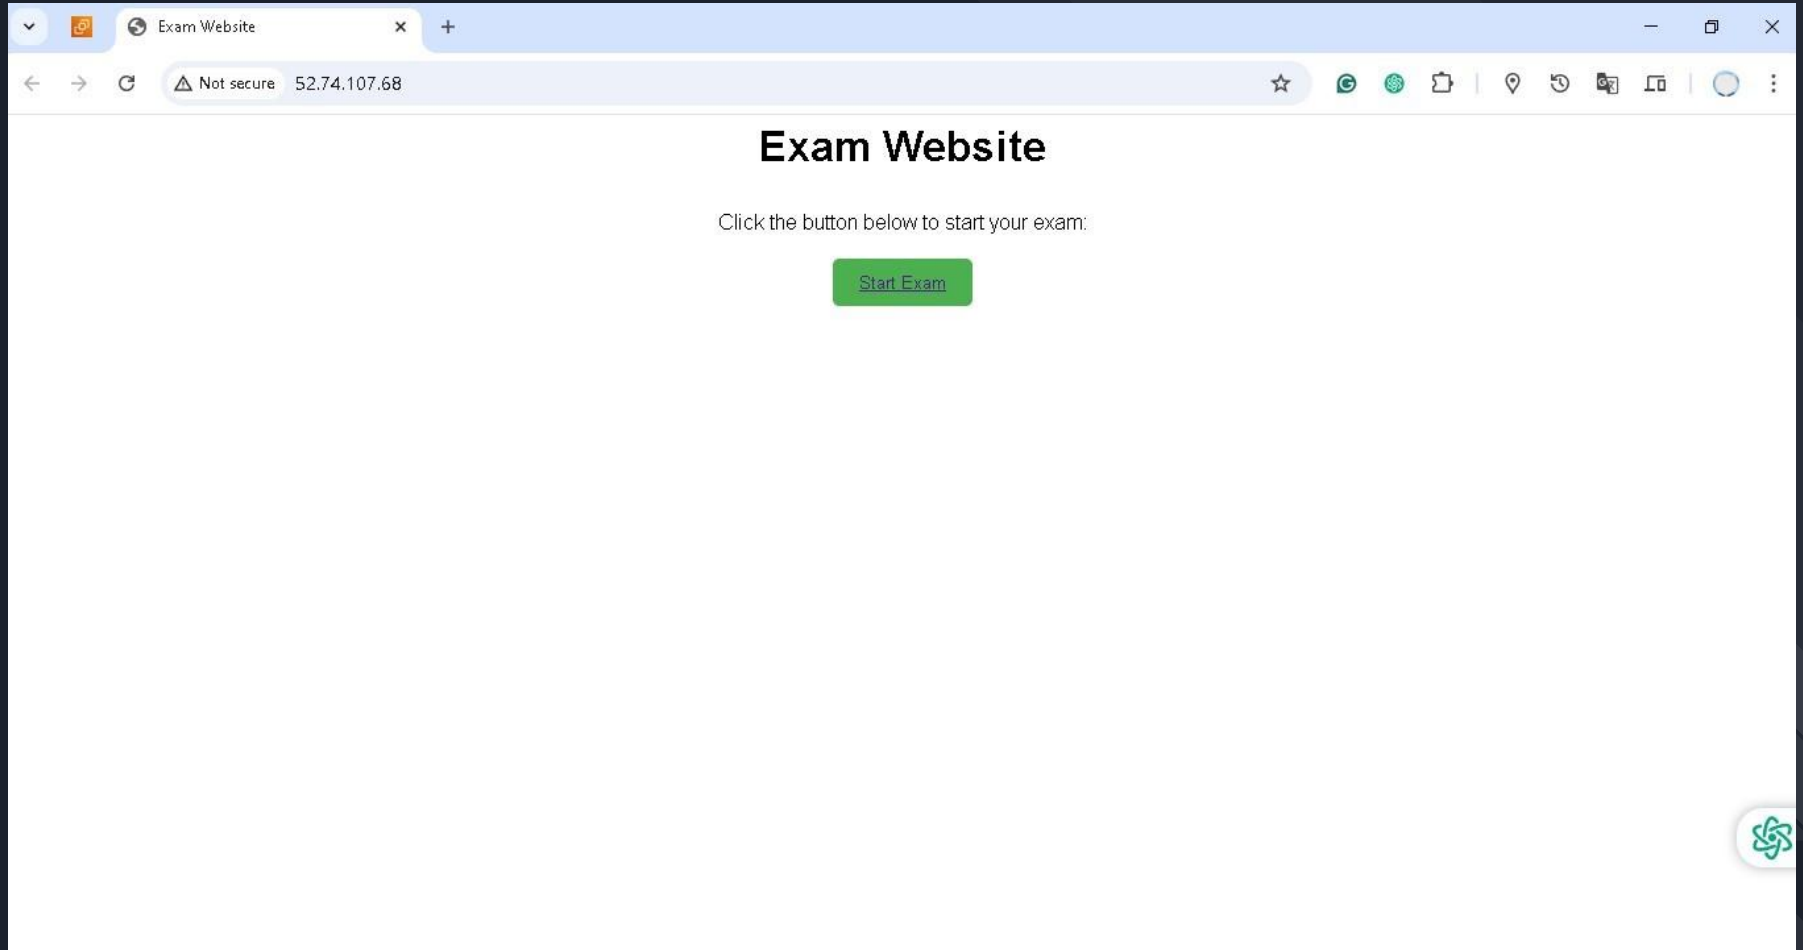 Exam Website
Not secure 52.74.107.68
Exam Website
Click the button below to start your exam:
Start Exam